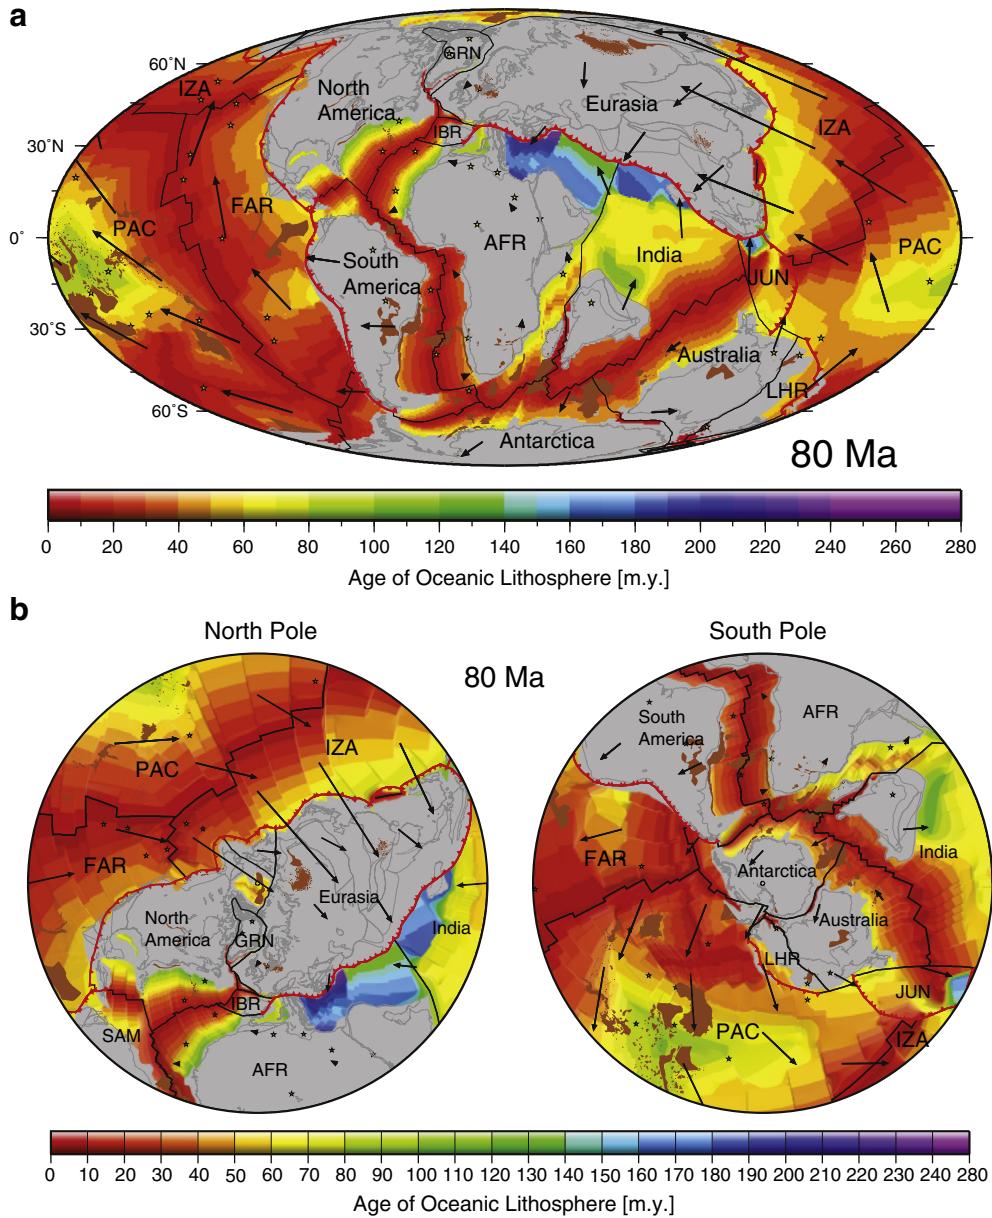 a
60˚N
30˚N
0˚
30˚S
60˚S
IZA
North
America
GRN
Eurasia
IZA
IBR
PAC
FAR
AFR
South
America
India
JUN
PAC
Australia
LHR
Antarctica
80 Ma
0 20 40 60 80 100 120 140 160 180 200 220 240 260 280
Age of Oceanic Lithosphere [m.y.]
b
North Pole
South Pole
80 Ma
PAC
IZA
FAR
Eurasia
North
America
GRN
India
IBR
SAM
AFR
South
America
AFR
FAR
India
Antarctica
Australia
LHR
JUN
PAC
IZA
0 10 20 30 40 50 60 70 80 90 100 110 120 130 140 150 160 170 180 190 200 210 220 230 240 250 260 270 280
Age of Oceanic Lithosphere [m.y.]